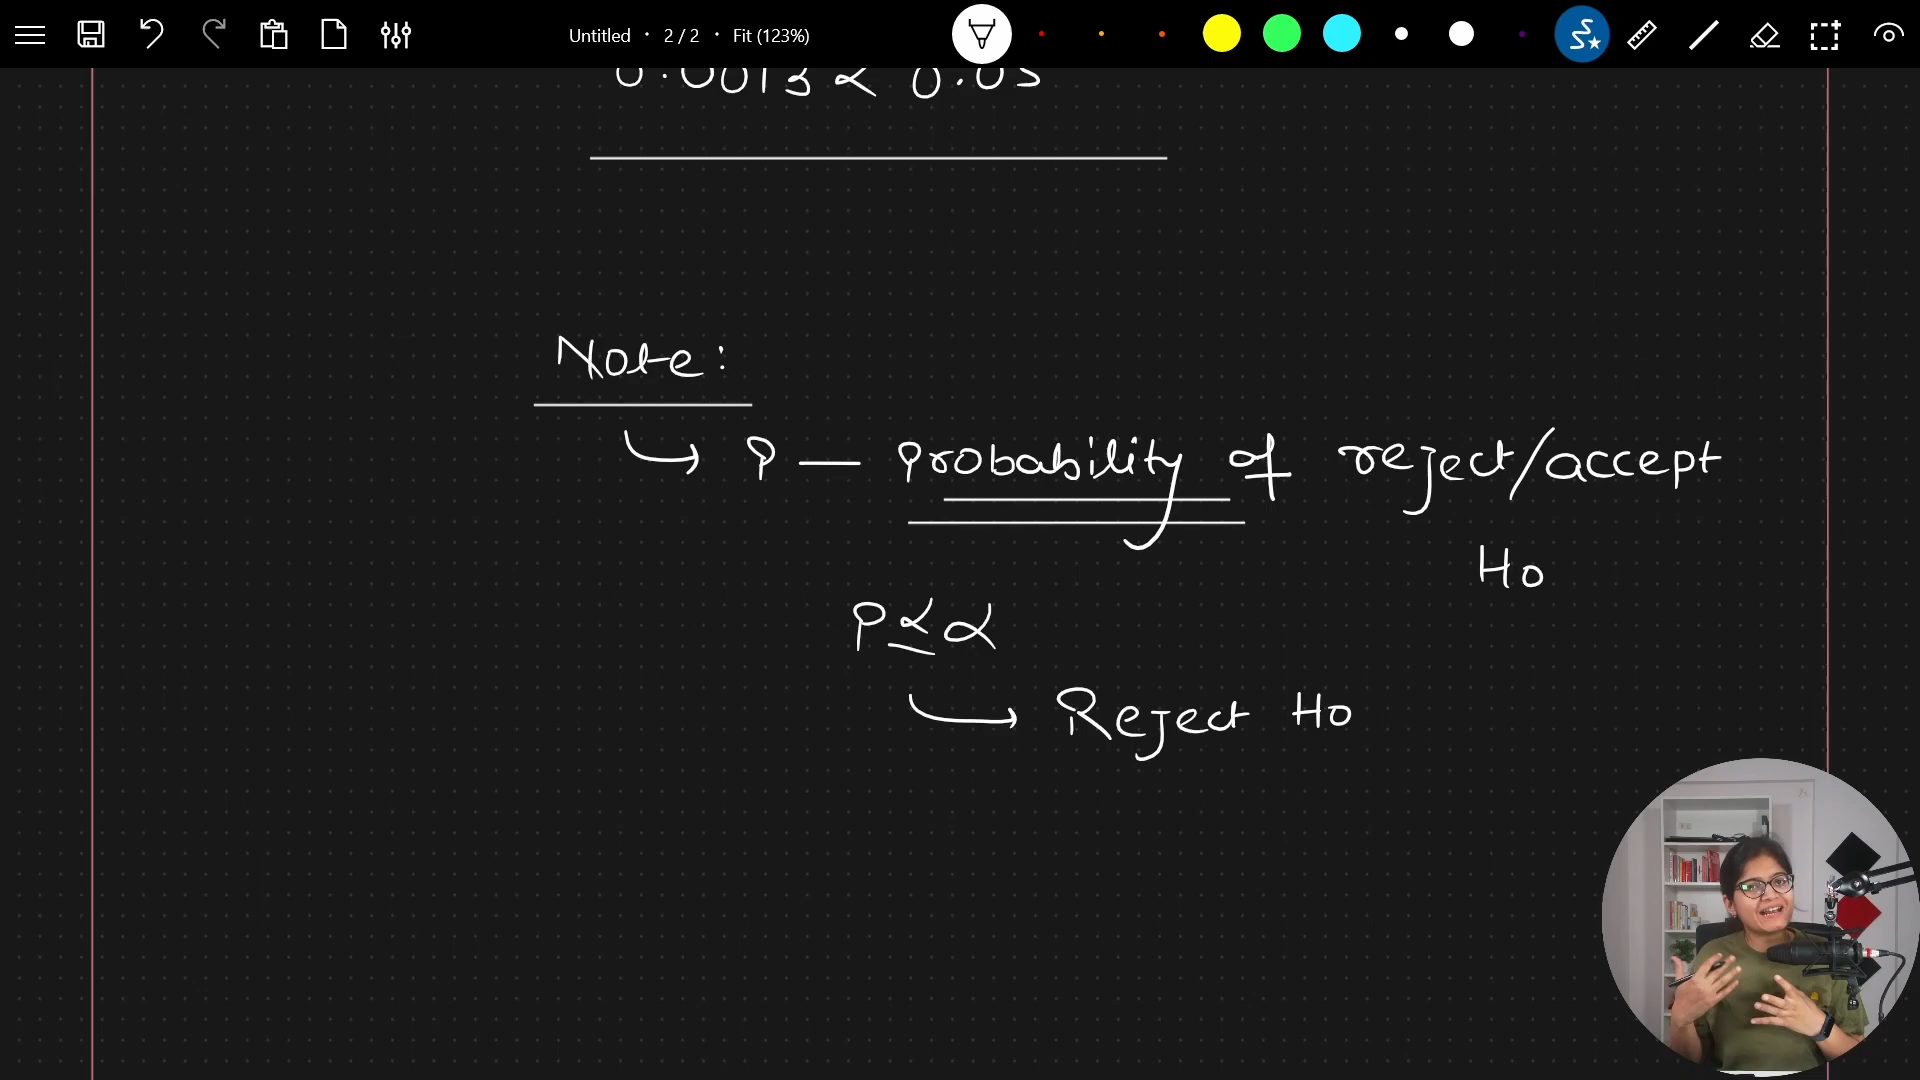 Untitled • 2 / 2 • Fit (123%)
0.0013 < 0.05
Note:
P — Probability of reject/accept
Ho
P ≤ α
Reject Ho